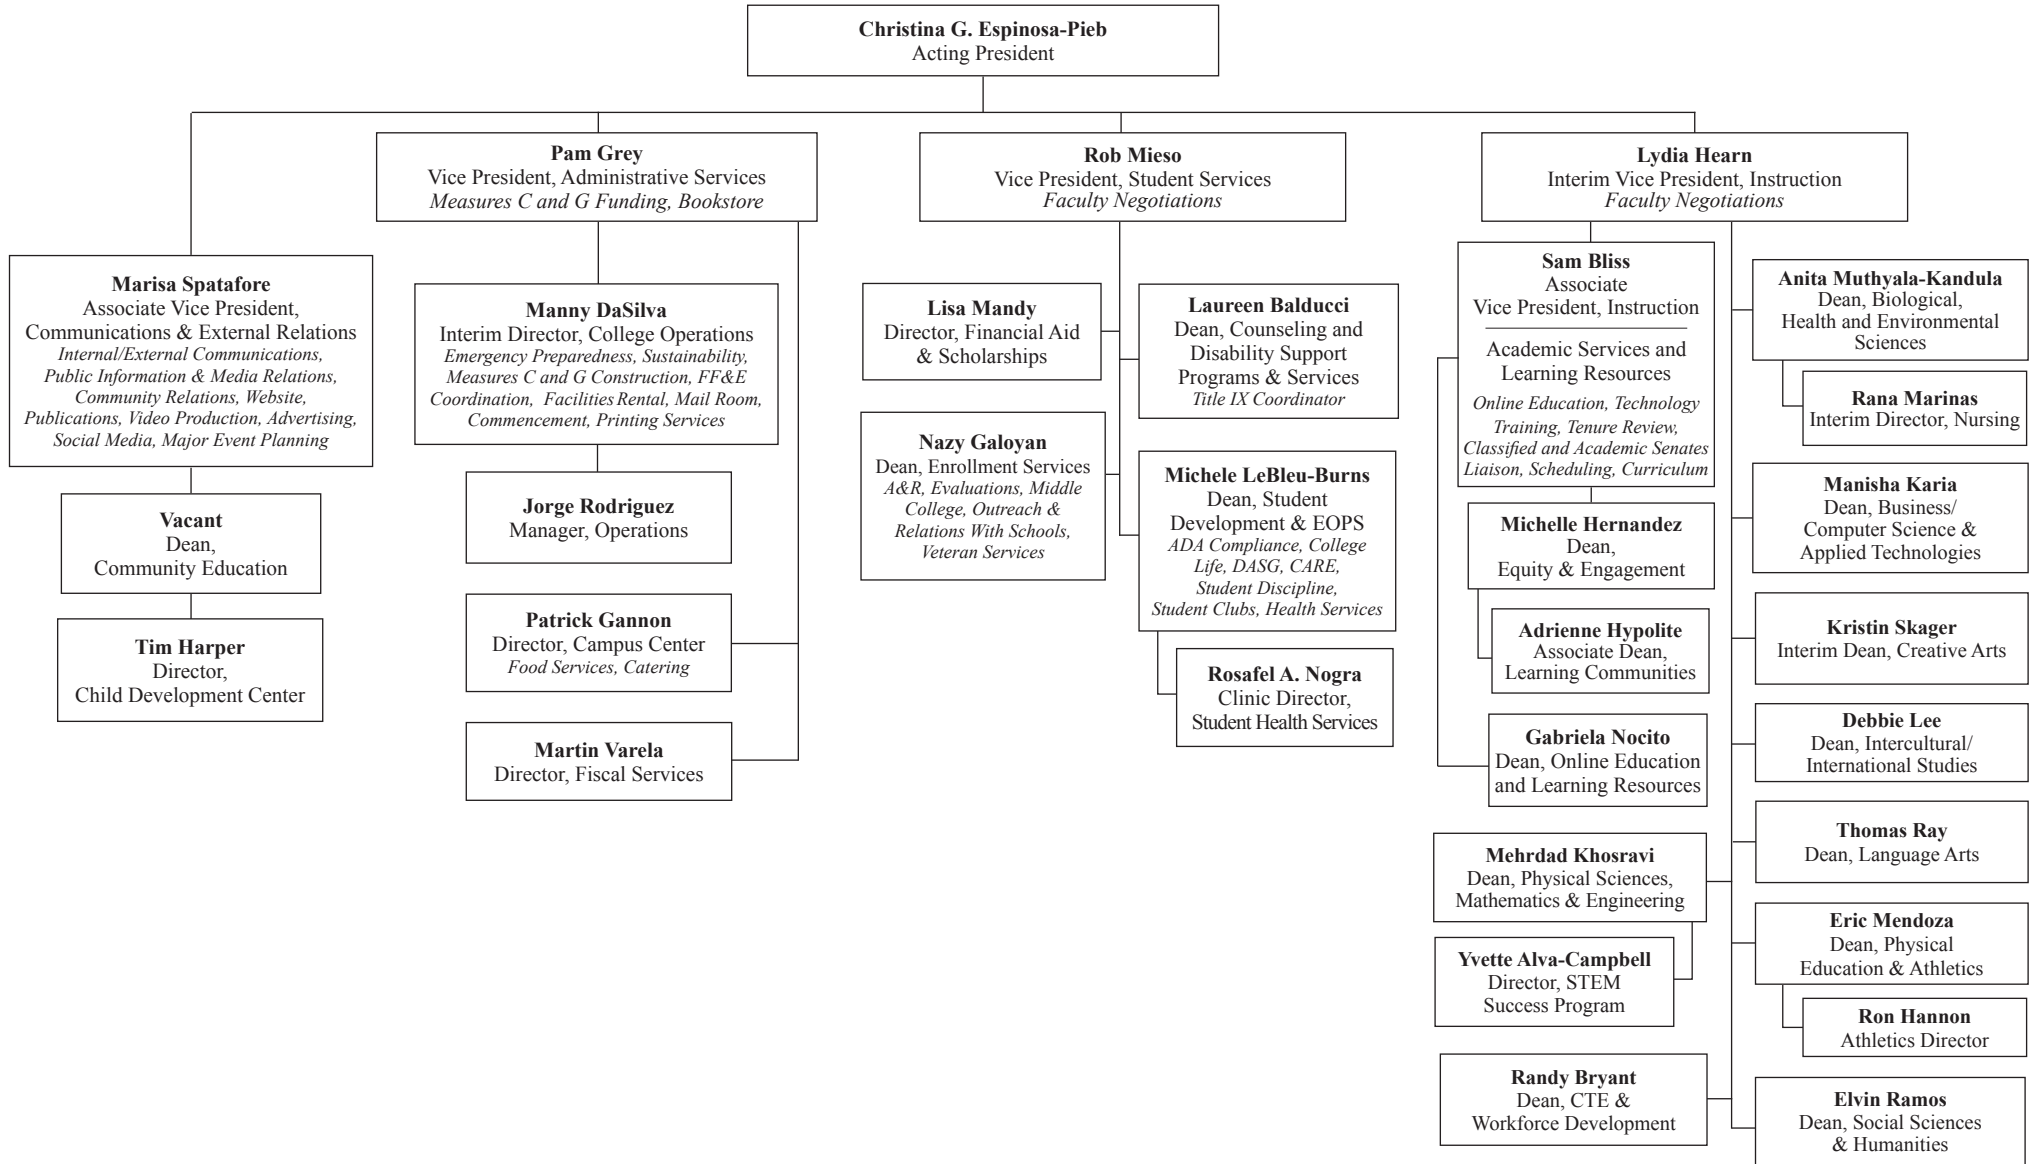 Christina G. Espinosa-Pieb
Acting President
Pam Grey
Vice President, Administrative Services
Measures C and G Funding, Bookstore
Rob Mieso
Vice President, Student Services
Faculty Negotiations
Lydia Hearn
Interim Vice President, Instruction
Faculty Negotiations
Marisa Spatafore
Associate Vice President,
Communications & External Relations
Internal/External Communications,
Public Information & Media Relations,
Community Relations, Website,
Publications, Video Production, Advertising,
Social Media, Major Event Planning
Vacant
Dean,
Community Education
Tim Harper
Director,
Child Development Center
Manny DaSilva
Interim Director, College Operations
Emergency Preparedness, Sustainability,
Measures C and G Construction, FF&E
Coordination, Facilities Rental, Mail Room,
Commencement, Printing Services
Jorge Rodriguez
Manager, Operations
Patrick Gannon
Director, Campus Center
Food Services, Catering
Martin Varela
Director, Fiscal Services
Lisa Mandy
Director, Financial Aid
& Scholarships
Nazy Galoyan
Dean, Enrollment Services
A&R, Evaluations, Middle
College, Outreach &
Relations With Schools,
Veteran Services
Laureen Balducci
Dean, Counseling and
Disability Support
Programs & Services
Title IX Coordinator
Michele LeBleu-Burns
Dean, Student
Development & EOPS
ADA Compliance, College
Life, DASG, CARE,
Student Discipline,
Student Clubs, Health Services
Rosafel A. Nogra
Clinic Director,
Student Health Services
Sam Bliss
Associate
Vice President, Instruction
Academic Services and
Learning Resources
Online Education, Technology
Training, Tenure Review,
Classified and Academic Senates
Liaison, Scheduling, Curriculum
Michelle Hernandez
Dean,
Equity & Engagement
Adrienne Hypolite
Associate Dean,
Learning Communities
Gabriela Nocito
Dean, Online Education
and Learning Resources
Mehrdad Khosravi
Dean, Physical Sciences,
Mathematics & Engineering
Yvette Alva-Campbell
Director, STEM
Success Program
Randy Bryant
Dean, CTE &
Workforce Development
Anita Muthyala-Kandula
Dean, Biological,
Health and Environmental
Sciences
Rana Marinas
Interim Director, Nursing
Manisha Karia
Dean, Business/
Computer Science &
Applied Technologies
Kristin Skager
Interim Dean, Creative Arts
Debbie Lee
Dean, Intercultural/
International Studies
Thomas Ray
Dean, Language Arts
Eric Mendoza
Dean, Physical
Education & Athletics
Ron Hannon
Athletics Director
Elvin Ramos
Dean, Social Sciences
& Humanities